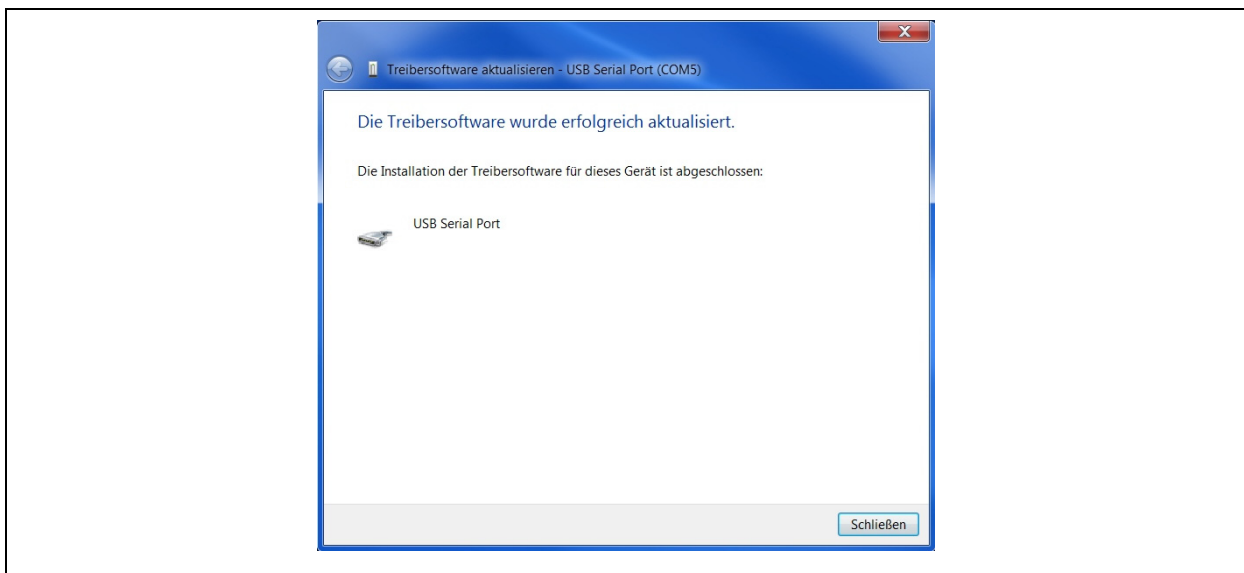 Treibersoftware aktualisieren - USB Serial Port (COM5)
Die Treibersoftware wurde erfolgreich aktualisiert.
Die Installation der Treibersoftware für dieses Gerät ist abgeschlossen:
USB Serial Port
Schließen